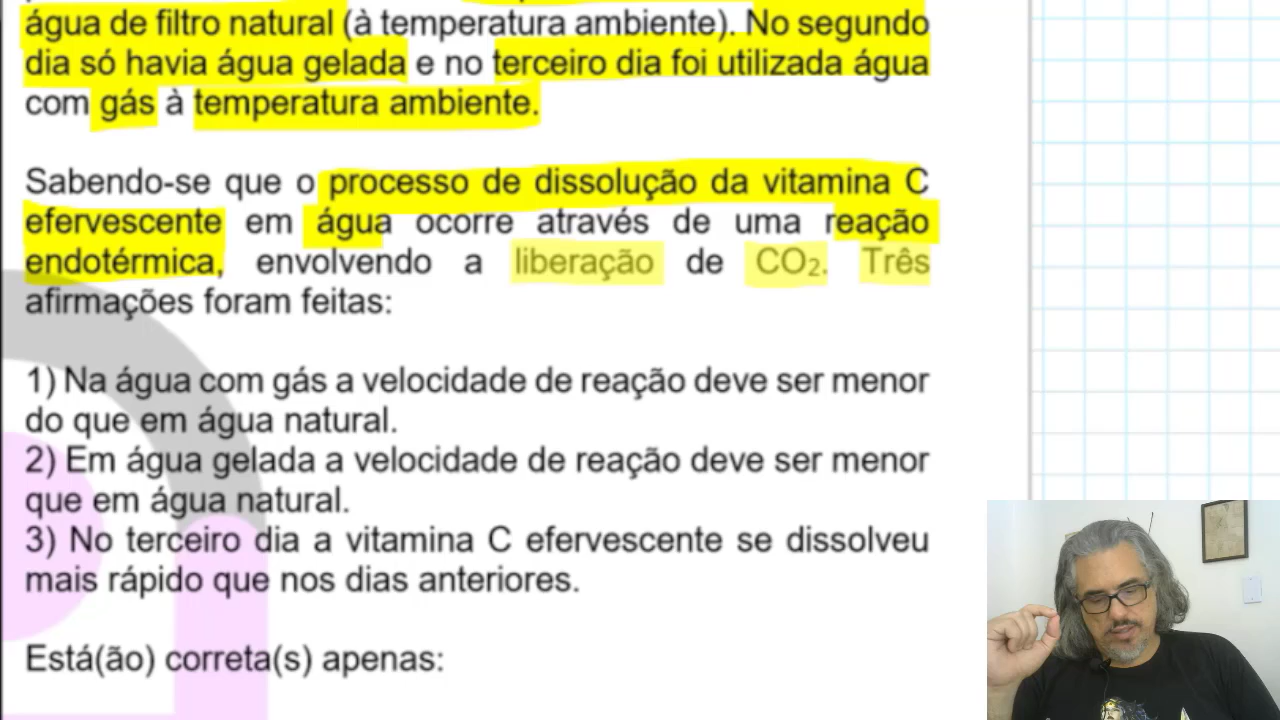 água de filtro natural (à temperatura ambiente). No segundo
dia só havia água gelada e no terceiro dia foi utilizada água
com gás à temperatura ambiente.
Sabendo-se que o processo de dissolução da vitamina C
efervescente em água ocorre através de uma reação
endotérmica, envolvendo a liberação de CO₂. Três
afirmações foram feitas:
1) Na água com gás a velocidade de reação deve ser menor
do que em água natural.
2) Em água gelada a velocidade de reação deve ser menor
que em água natural.
3) No terceiro dia a vitamina C efervescente se dissolveu
mais rápido que nos dias anteriores.
Está(ão) correta(s) apenas: